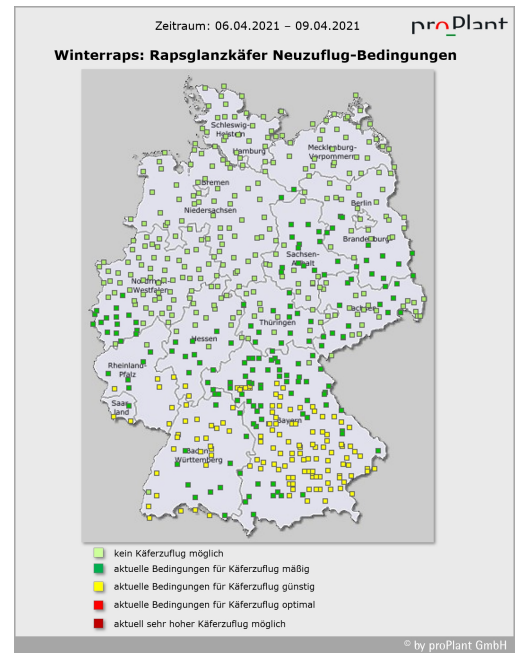 Zeitraum: 06.04.2021 – 09.04.2021
proPlant
Winterraps: Rapsglanzkäfer Neuzuflug-Bedingungen
Schleswig-
Holstein
Hamburg
Mecklenburg-
Vorpommern
Bremen
Niedersachsen
Berlin
Brandenburg
Sachsen-
Anhalt
Nordrhein-
Westfalen
Sachsen
Thüringen
Hessen
Rheinland-
Pfalz
Saar-
land
Bayern
Baden-
Württemberg
kein Käferzuflug möglich
aktuelle Bedingungen für Käferzuflug mäßig
aktuelle Bedingungen für Käferzuflug günstig
aktuelle Bedingungen für Käferzuflug optimal
aktuell sehr hoher Käferzuflug möglich
© by proPlant GmbH